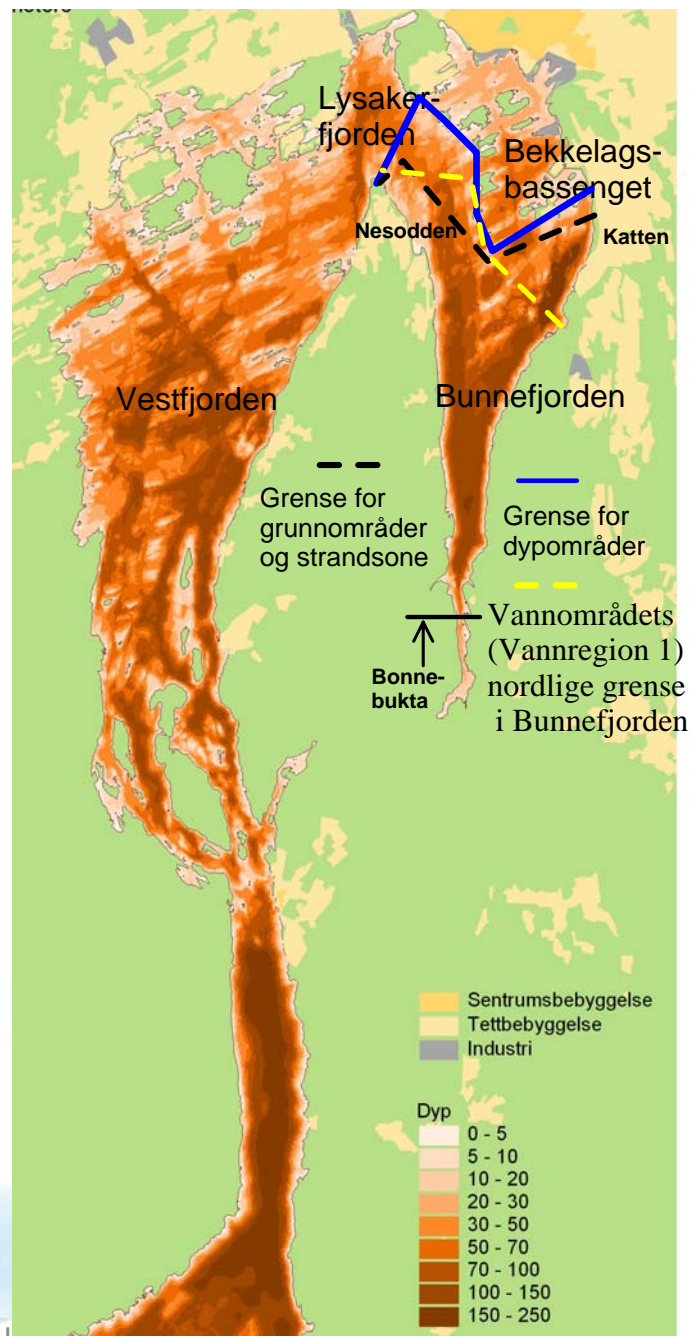 Lysaker-
fjorden
Bekkelags-
bassenget
Nesodden
Katten
Vestfjorden
Bunnefjorden
Grense for
grunnområder
og strandsone
Grense for
dypområder
Vannområdets
(Vannregion 1)
nordlige grense
i Bunnefjorden
Bonne-
bukta
Sentrumsbebyggelse
Tettbebyggelse
Industri
Dyp
0 - 5
5 - 10
10 - 20
20 - 30
30 - 50
50 - 70
70 - 100
100 - 150
150 - 250